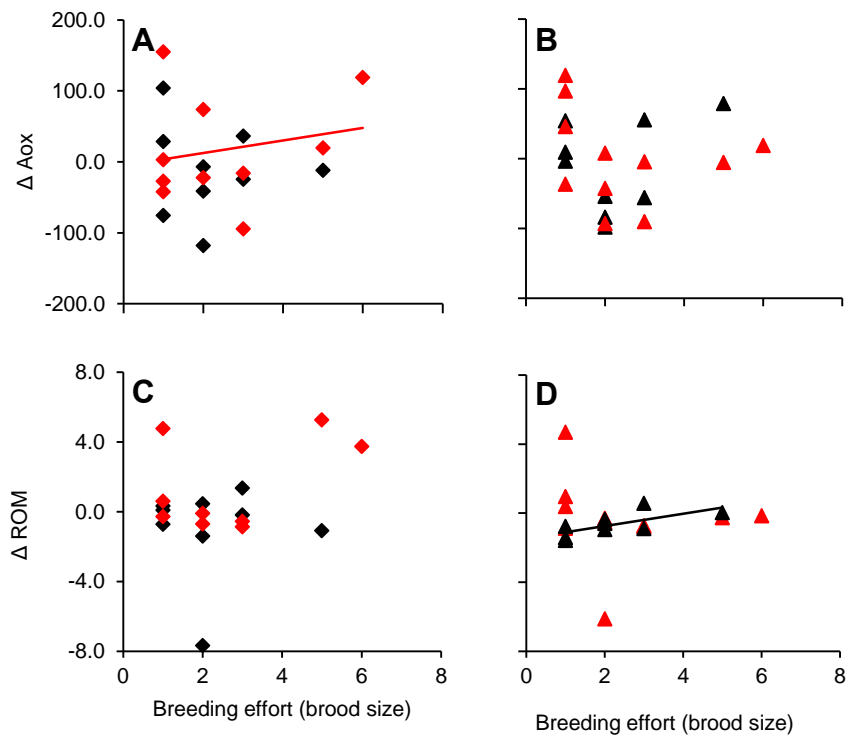 A
B
200.0
100.0
0.0
-100.0
-200.0
Δ Aox
C
D
8.0
4.0
0.0
-4.0
-8.0
Δ ROM
0 2 4 6 8
0 2 4 6 8
Breeding effort (brood size)
Breeding effort (brood size)